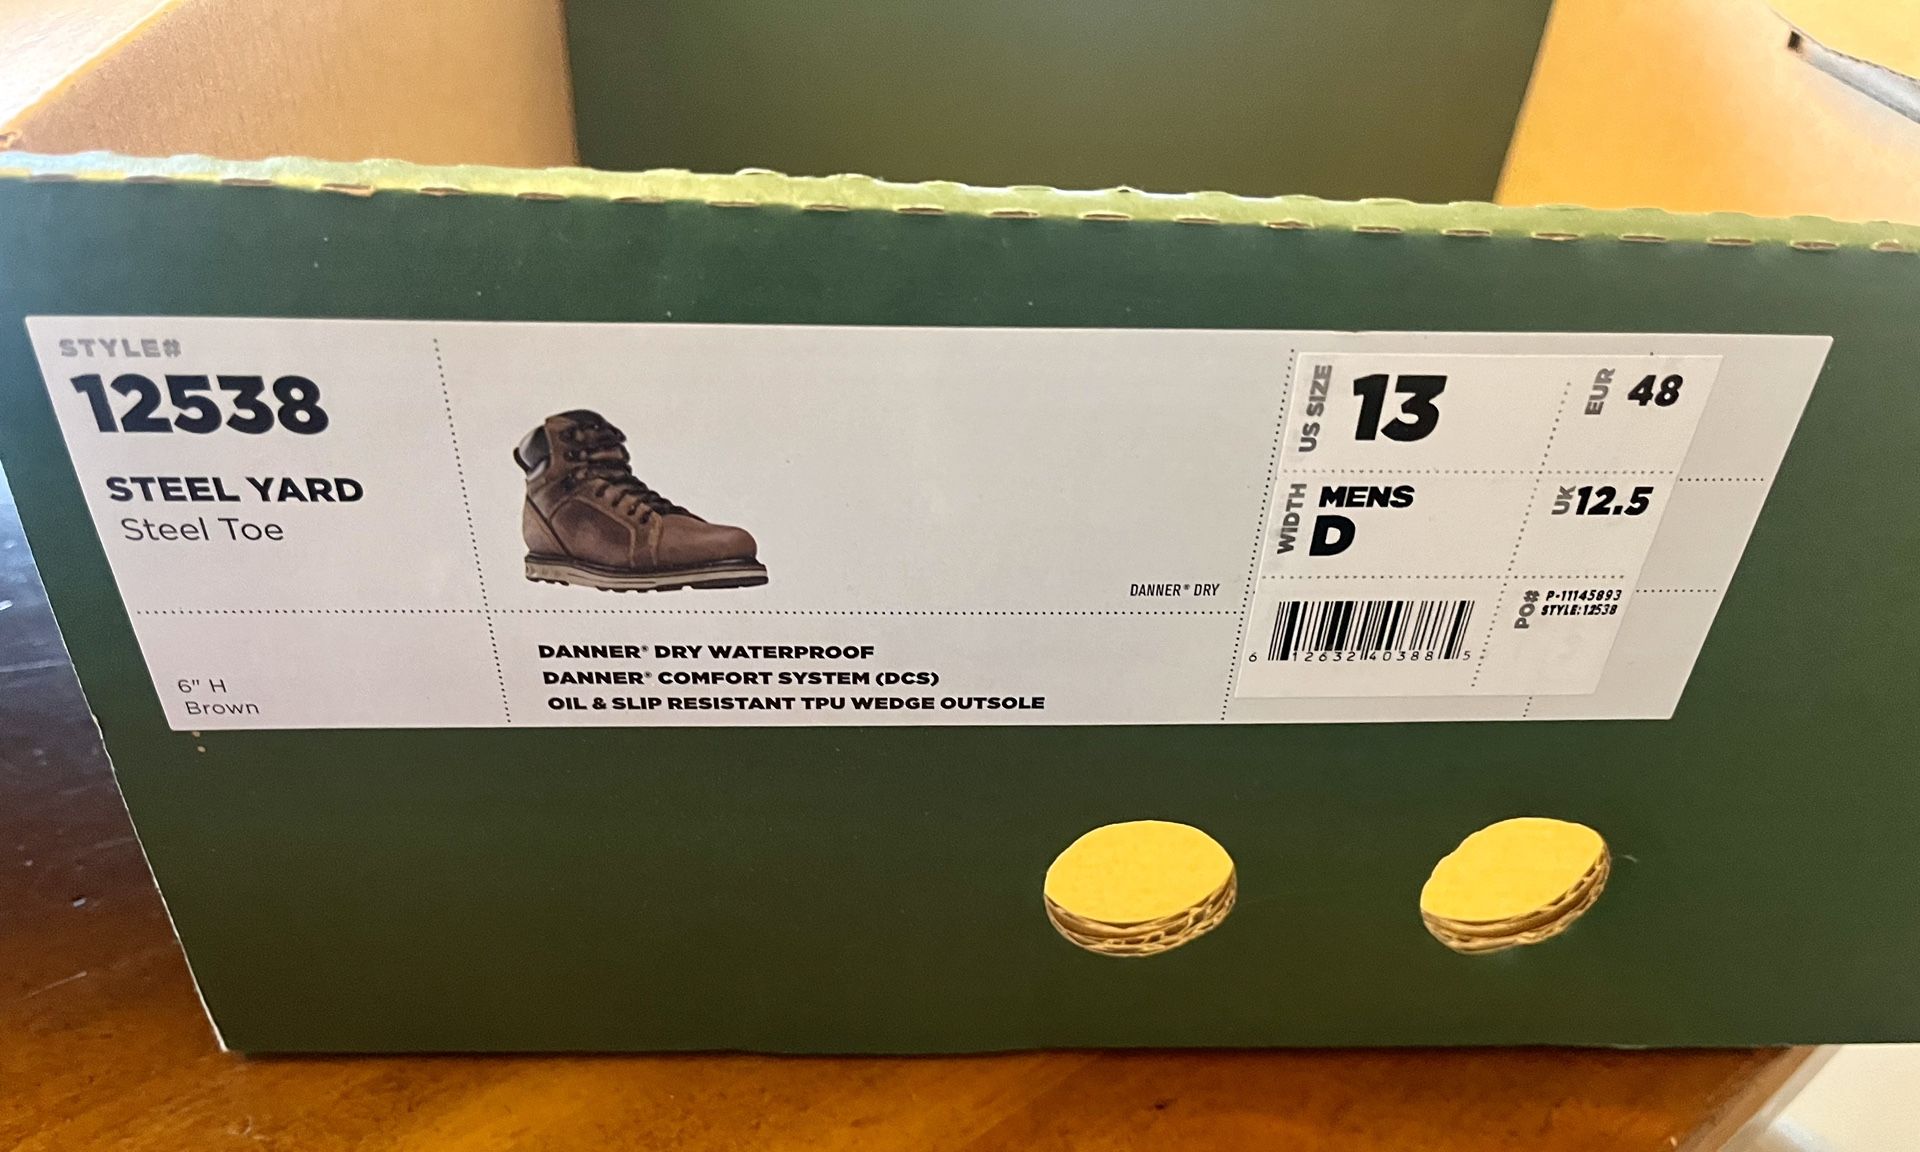 STYLE#
12538
STEEL YARD
Steel Toe
6" H
Brown
DANNER® DRY
DANNER® DRY WATERPROOF
DANNER® COMFORT SYSTEM (DCS)
OIL & SLIP RESISTANT TPU WEDGE OUTSOLE
US SIZE 13
EUR 48
WIDTH MENS
D
UK 12.5
6 12632 40388 5
PO# P-11145893
STYLE:12538